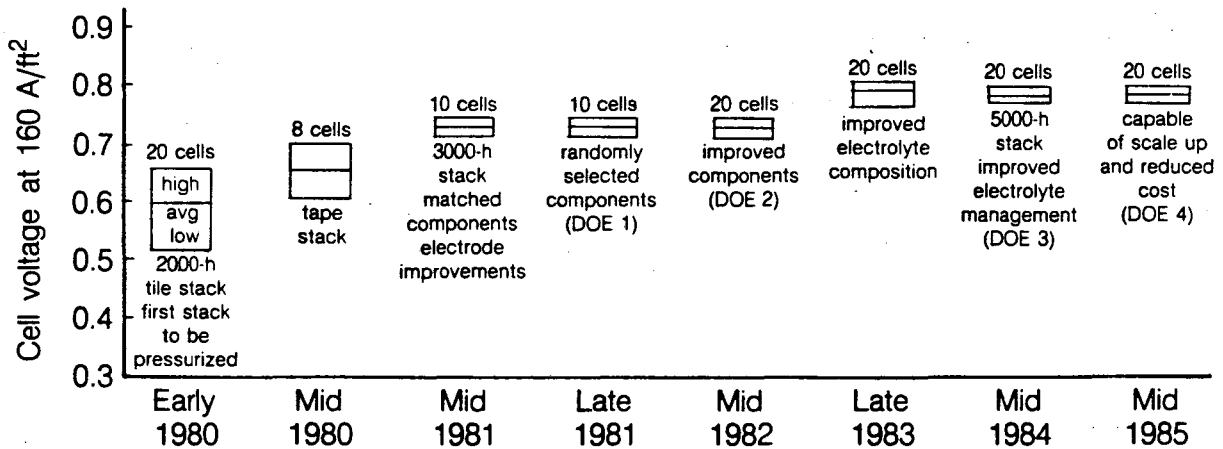 Cell voltage at 160 A/ft²
0.9
0.8
0.7
0.6
0.5
0.4
0.3
20 cells
high
avg
low
2000-h
tile stack
first stack
to be
pressurized
8 cells
tape
stack
10 cells
3000-h
stack
matched
components
electrode
improvements
10 cells
randomly
selected
components
(DOE 1)
20 cells
improved
components
(DOE 2)
20 cells
improved
electrolyte
composition
20 cells
5000-h
stack
improved
electrolyte
management
(DOE 3)
20 cells
capable
of scale up
and reduced
cost
(DOE 4)
Early
1980
Mid
1980
Mid
1981
Late
1981
Mid
1982
Late
1983
Mid
1984
Mid
1985